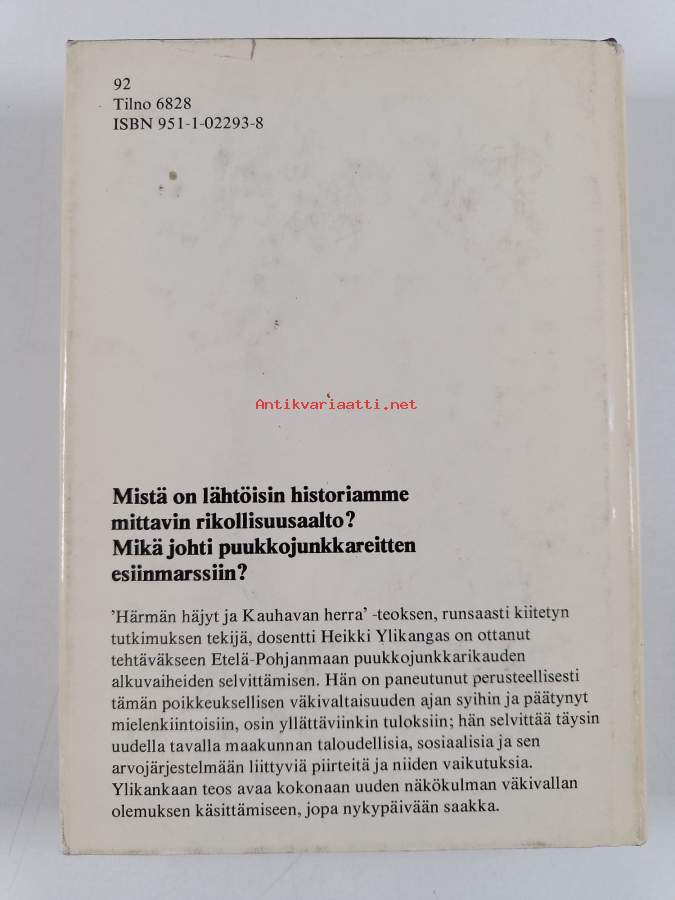 92
Tilno 6828
ISBN 951-1-02293-8
Antikvariaatti.net
Mistä on lähtöisin historiamme
mittavin rikollisuusaalto?
Mikä johti puukkojunkkareitten
esiinmarssiin?
'Härmän häjyt ja Kauhavan herra' -teoksen, runsaasti kiitetyn
tutkimuksen tekijä, dosentti Heikki Ylikangas on ottanut
tehtäväkseen Etelä-Pohjanmaan puukkojunkkarikauden
alkuvaiheiden selvittämisen. Hän on paneutunut perusteellisesti
tämän poikkeuksellisen väkivaltaisuuden ajan syihin ja päätynyt
mielenkiintoisiin, osin yllättäviinkin tuloksiin; hän selvittää täysin
uudella tavalla maakunnan taloudellisia, sosiaalisia ja sen
arvojärjestelmään liittyviä piirteitä ja niiden vaikutuksia.
Ylikankaan teos avaa kokonaan uuden näkökulman väkivallan
olemuksen käsittämiseen, jopa nykypäivään saakka.